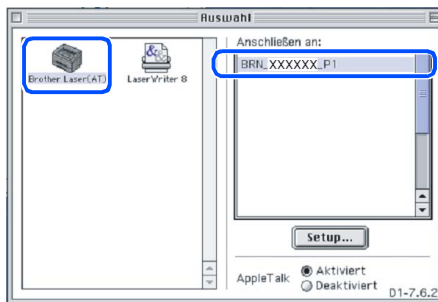 Auswahl
Brother Laser(AT)
LaserWriter 8
Anschließen an:
BRN_XXXXXX_P1
Setup...
AppleTalk
Aktiviert
Deaktiviert
D1-7.6.2